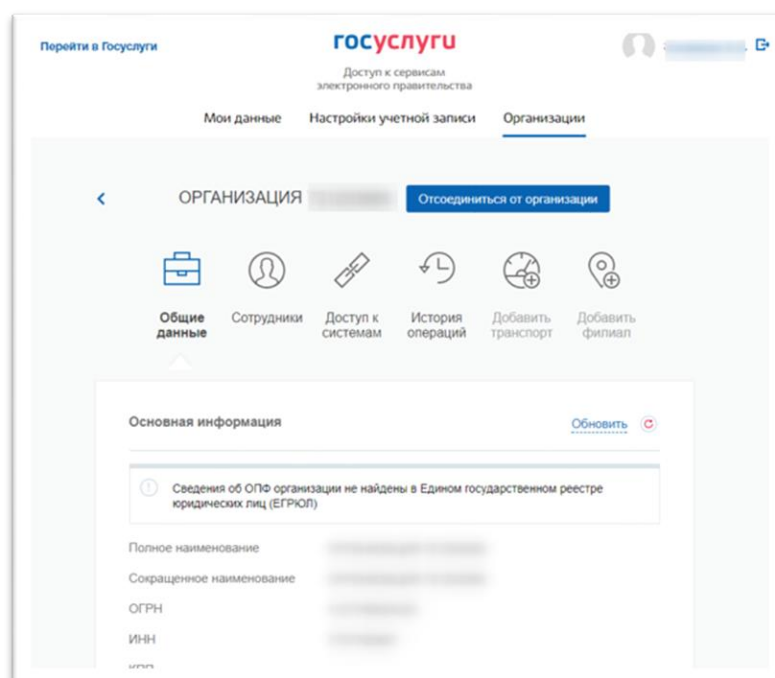 Перейти в Госуслуги
госуслуги
Доступ к сервисам
электронного правительства
Мои данные Настройки учетной записи Организации
ОРГАНИЗАЦИЯ
Отсоединиться от организации
Общие данные
Сотрудники
Доступ к системам
История операций
Добавить транспорт
Добавить филиал
Основная информация
Обновить
Сведения об ОПФ организации не найдены в Едином государственном реестре
юридических лиц (ЕГРЮЛ)
Полное наименование
Сокращенное наименование
ОГРН
ИНН